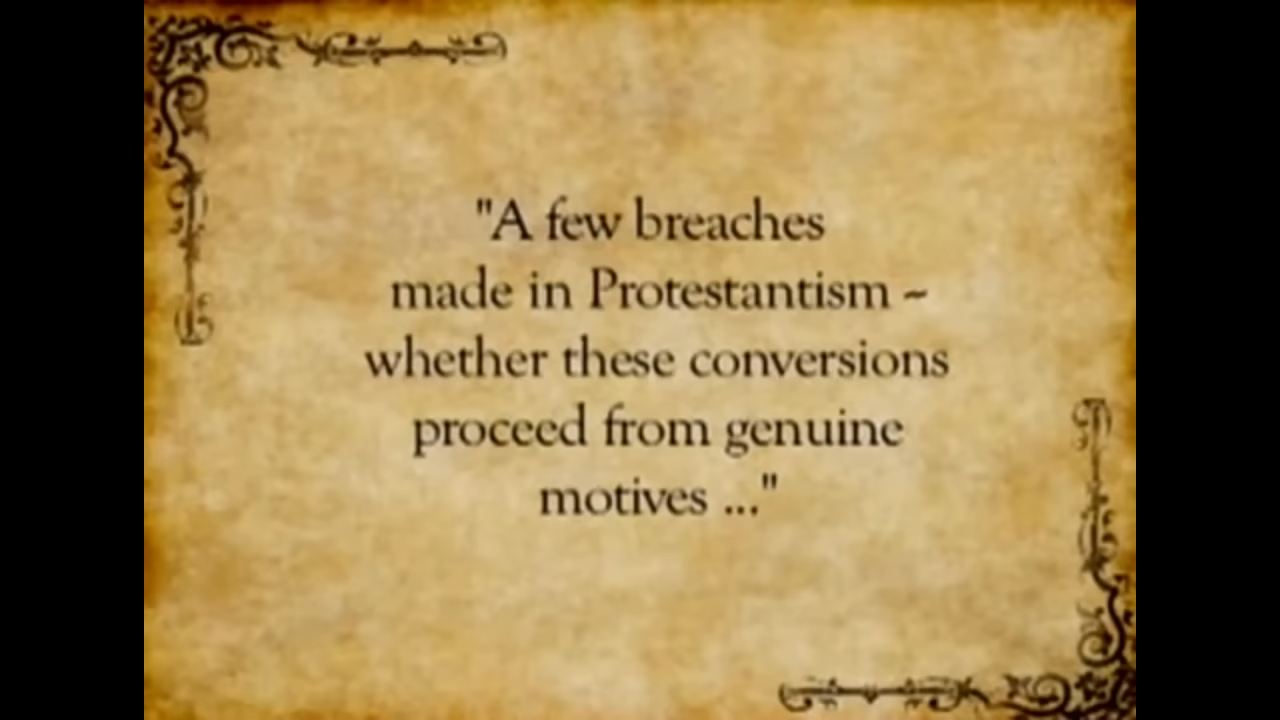 "A few breaches
made in Protestantism ~
whether these conversions
proceed from genuine
motives ..."